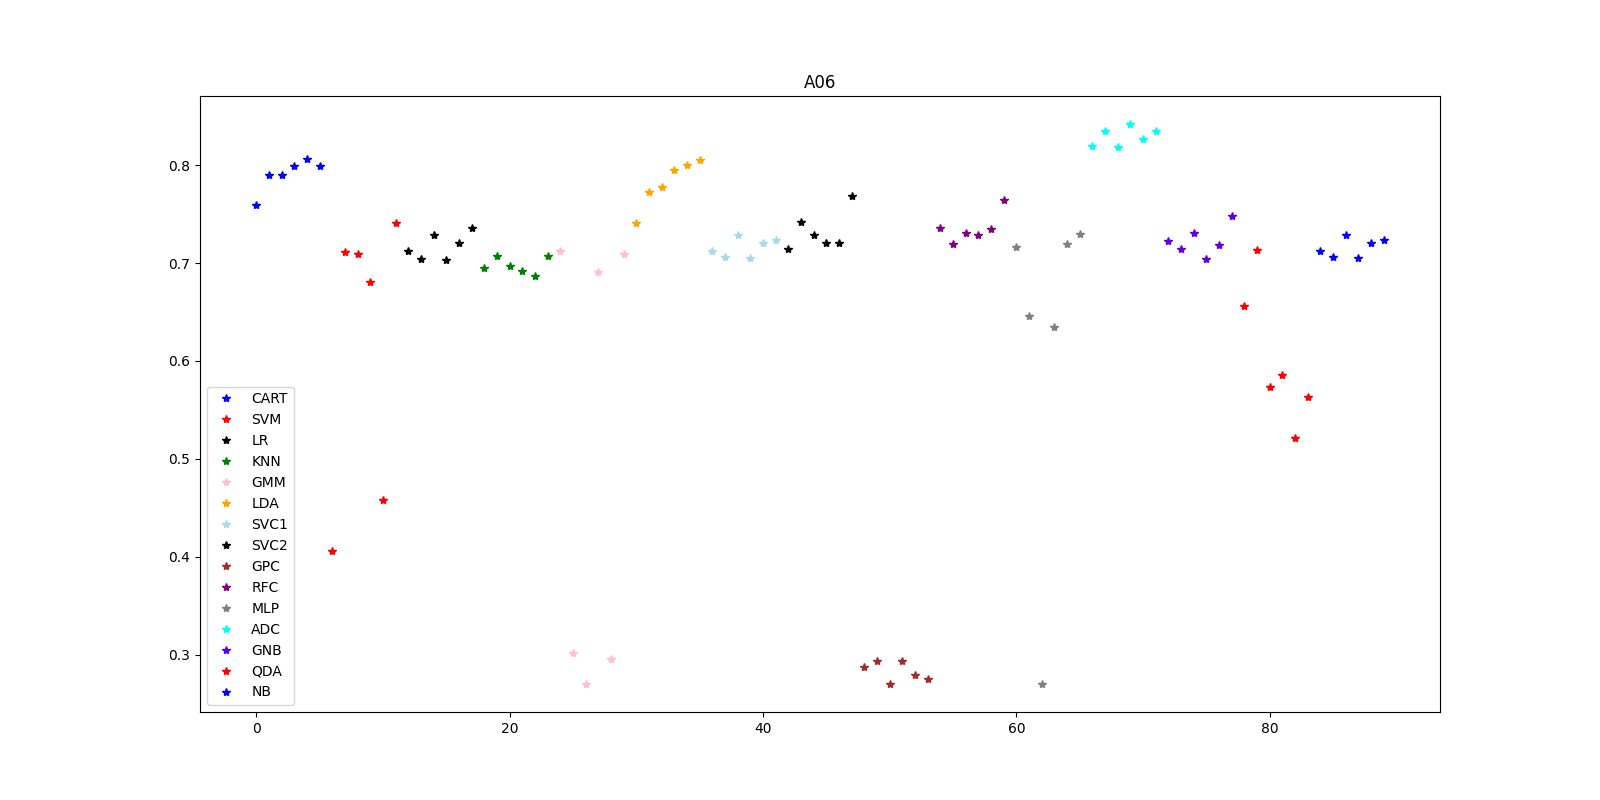 A06
0.8
0.7
0.6
0.5
0.4
0.3
CART
SVM
LR
KNN
GMM
LDA
SVC1
SVC2
GPC
RFC
MLP
ADC
GNB
QDA
NB
0 20 40 60 80